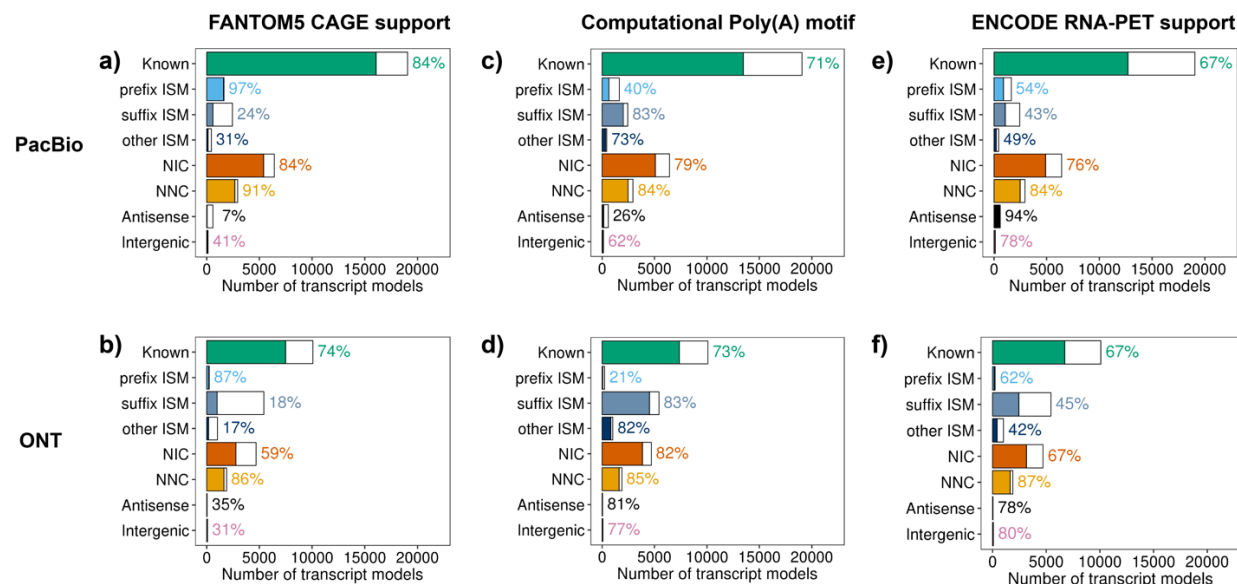 FANTOM5 CAGE support
Computational Poly(A) motif
ENCODE RNA-PET support
PacBio
a)
Known 84%
prefix ISM 97%
suffix ISM 24%
other ISM 31%
NIC 84%
NNC 91%
Antisense 7%
Intergenic 41%
0 5000 10000 15000 20000
Number of transcript models
c)
Known 71%
prefix ISM 40%
suffix ISM 83%
other ISM 73%
NIC 79%
NNC 84%
Antisense 26%
Intergenic 62%
0 5000 10000 15000 20000
Number of transcript models
e)
Known 67%
prefix ISM 54%
suffix ISM 43%
other ISM 49%
NIC 76%
NNC 84%
Antisense 94%
Intergenic 78%
0 5000 10000 15000 20000
Number of transcript models
ONT
b)
Known 74%
prefix ISM 87%
suffix ISM 18%
other ISM 17%
NIC 59%
NNC 86%
Antisense 35%
Intergenic 31%
0 5000 10000 15000 20000
Number of transcript models
d)
Known 73%
prefix ISM 21%
suffix ISM 83%
other ISM 82%
NIC 82%
NNC 85%
Antisense 81%
Intergenic 77%
0 5000 10000 15000 20000
Number of transcript models
f)
Known 67%
prefix ISM 62%
suffix ISM 45%
other ISM 42%
NIC 67%
NNC 87%
Antisense 78%
Intergenic 80%
0 5000 10000 15000 20000
Number of transcript models